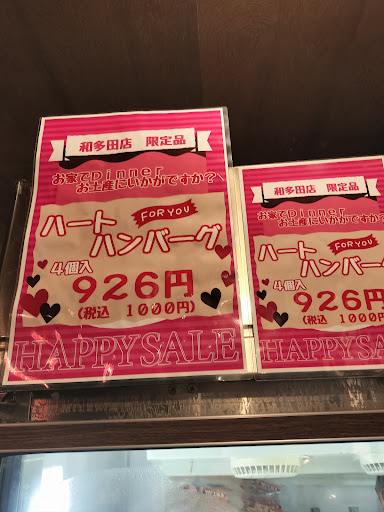 和多田店 限定品
お家でDinner
お土産にいかがですか?
FOR YOU
ハート
ハンバーグ
4個入
926円
(税込 1000円)
HAPPY SALE
和多田店 限定品
お家でDinner
お土産にいかがですか
FOR YOU
ハート
ハンバーグ
4個入
926円
(税込 1000円
HAPPY SA